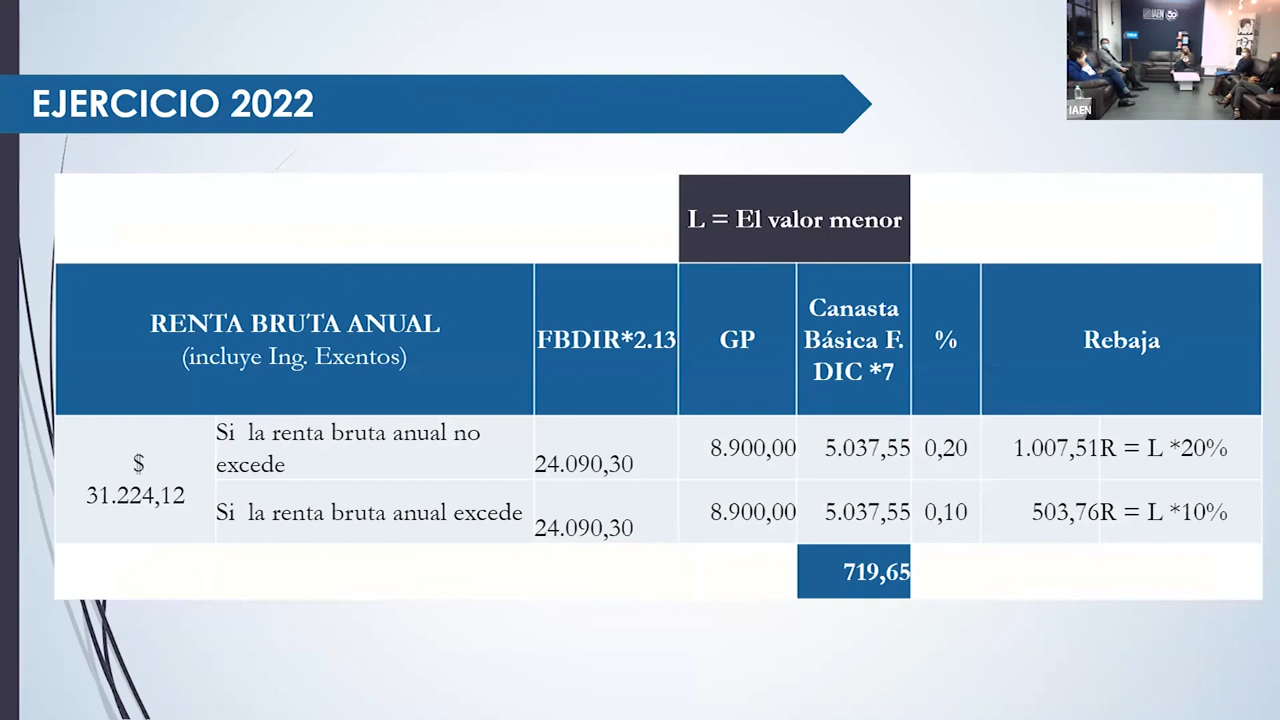 IAEN 50
IAEN
EJERCICIO 2022
L = El valor menor
RENTA BRUTA ANUAL
(incluye Ing. Exentos)
FBDIR*2.13
GP
Canasta
Básica F.
DIC *7
%
Rebaja
$
31.224,12
Si la renta bruta anual no
excede
24.090,30
8.900,00
5.037,55
0,20
1.007,51
R = L *20%
Si la renta bruta anual excede
24.090,30
8.900,00
5.037,55
0,10
503,76
R = L *10%
719,65